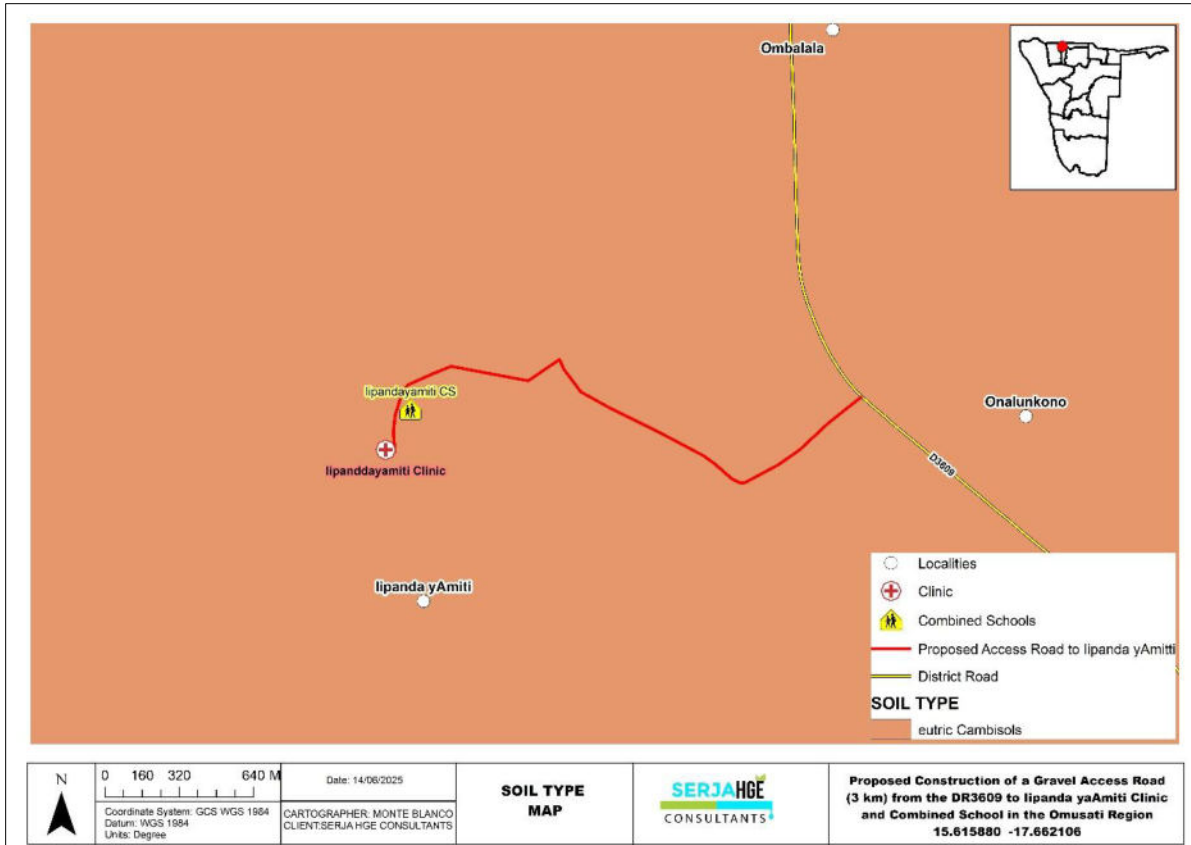 Ombalala
Iipandayamiti CS
Onalunkono
Iipanddayamiti Clinic
D3609
Iipanda yAmiti
Localities
Clinic
Combined Schools
Proposed Access Road to Iipanda yAmitti
District Road
SOIL TYPE
eutric Cambisols
N
0 160 320 640 M
Coordinate System: GCS WGS 1984
Datum: WGS 1984
Units: Degree
Date: 14/06/2025
CARTOGRAPHER: MONTE BLANCO
CLIENT:SERJA HGE CONSULTANTS
SOIL TYPE
MAP
SERJAHGE
CONSULTANTS
Proposed Construction of a Gravel Access Road
(3 km) from the DR3609 to Iipanda yaAmiti Clinic
and Combined School in the Omusati Region
15.615880 -17.662106